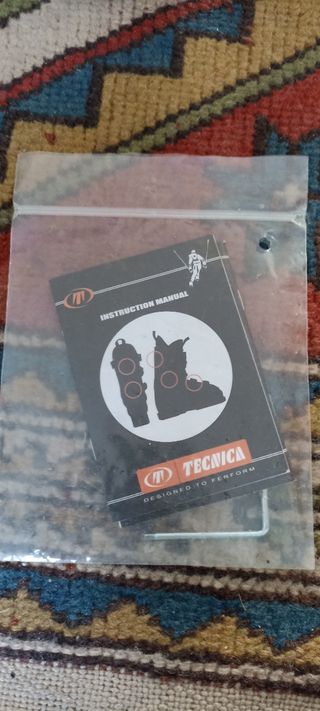 INSTRUCTION MANUAL
TECNICA
DESIGNED TO PERFORM